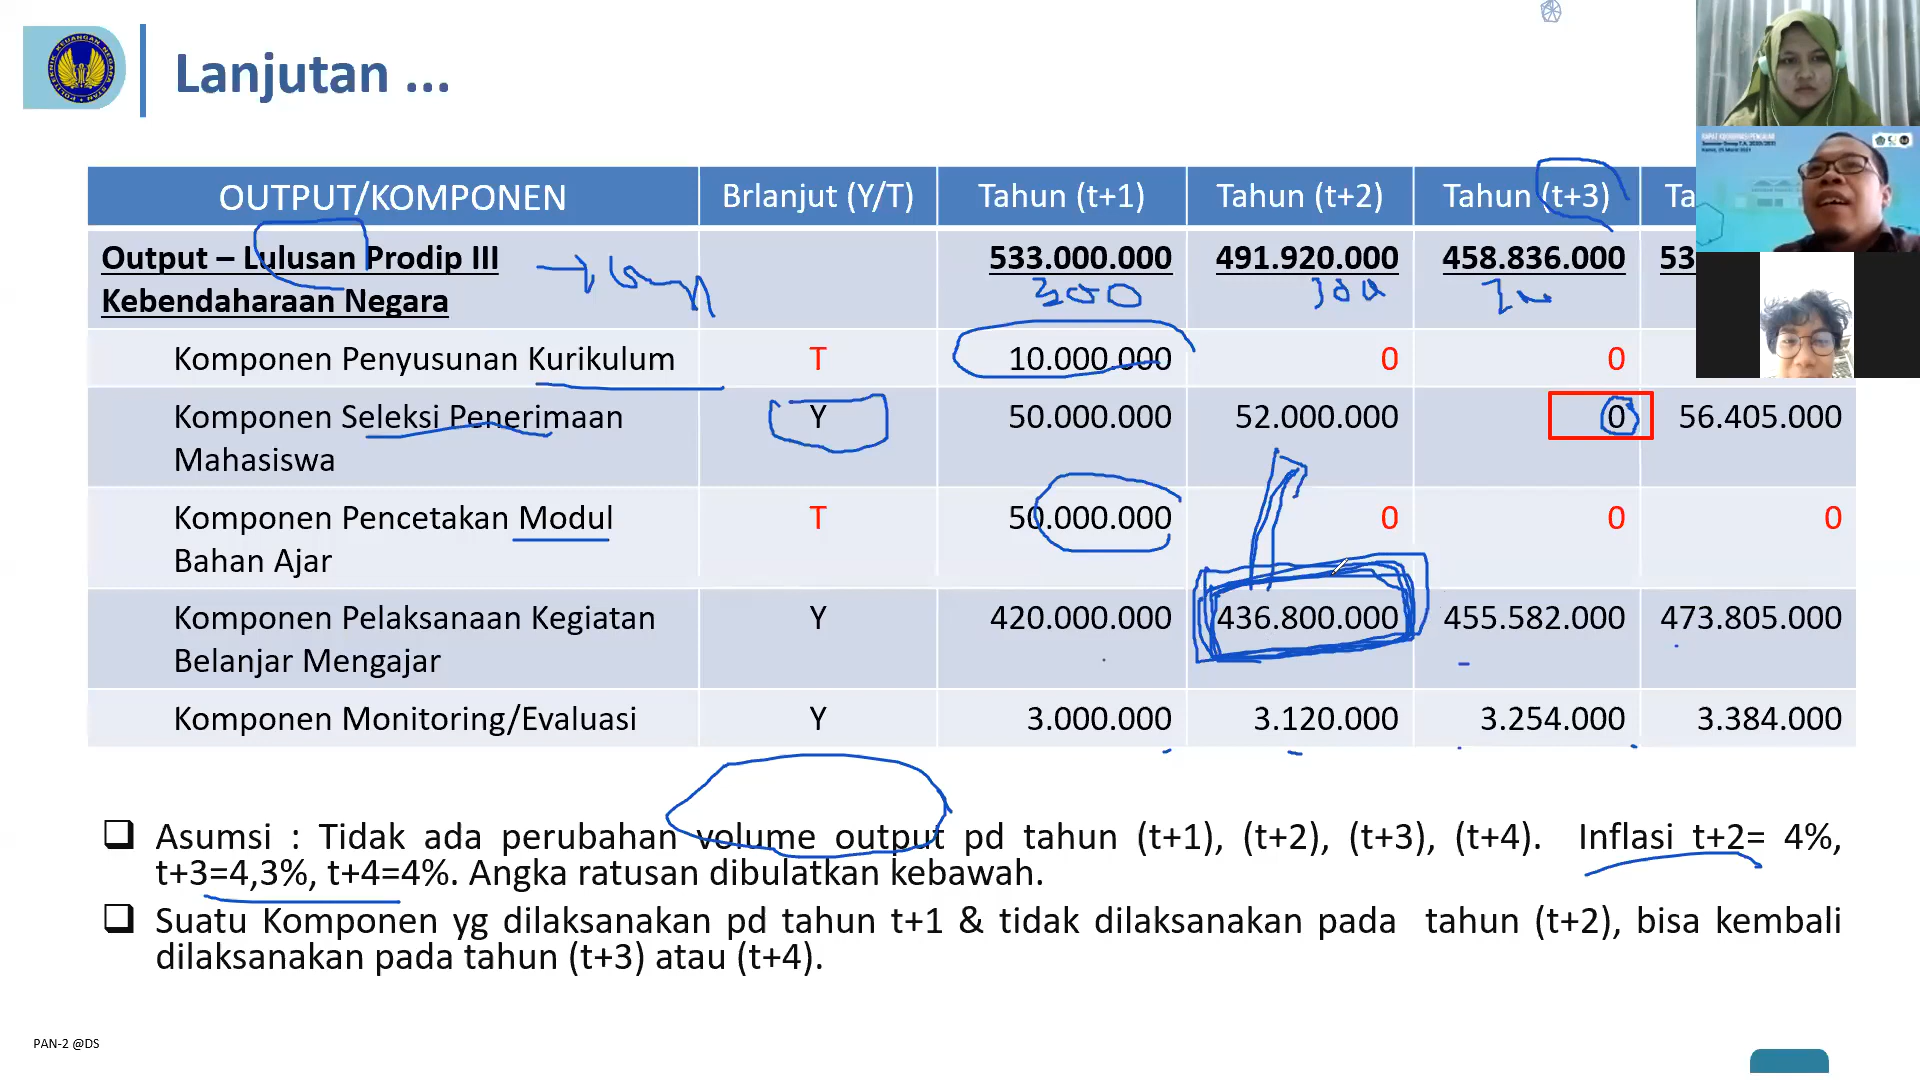 Lanjutan ...
OUTPUT/KOMPONEN Brlanjut (Y/T) Tahun (t+1) Tahun (t+2) Tahun (t+3) Ta
Output – Lulusan Prodip III 533.000.000 491.920.000 458.836.000 53
Kebendaharaan Negara
300 300
Komponen Penyusunan Kurikulum T 10.000.000 0 0
Komponen Seleksi Penerimaan Y 50.000.000 52.000.000 0 56.405.000
Mahasiswa
Komponen Pencetakan Modul T 50.000.000 0 0 0
Bahan Ajar
Komponen Pelaksanaan Kegiatan Y 420.000.000 436.800.000 455.582.000 473.805.000
Belanjar Mengajar
Komponen Monitoring/Evaluasi Y 3.000.000 3.120.000 3.254.000 3.384.000
❑ Asumsi : Tidak ada perubahan volume output pd tahun (t+1), (t+2), (t+3), (t+4). Inflasi t+2= 4%,
t+3=4,3%, t+4=4%. Angka ratusan dibulatkan kebawah.
❑ Suatu Komponen yg dilaksanakan pd tahun t+1 & tidak dilaksanakan pada tahun (t+2), bisa kembali
dilaksanakan pada tahun (t+3) atau (t+4).
PAN-2 @DS